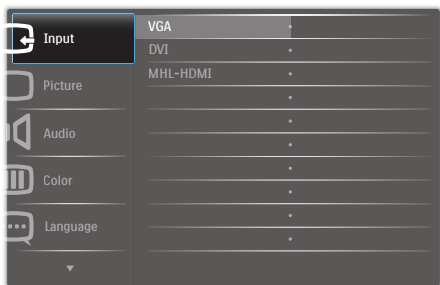 Input
Picture
Audio
Color
Language
VGA
DVI
MHL-HDMI